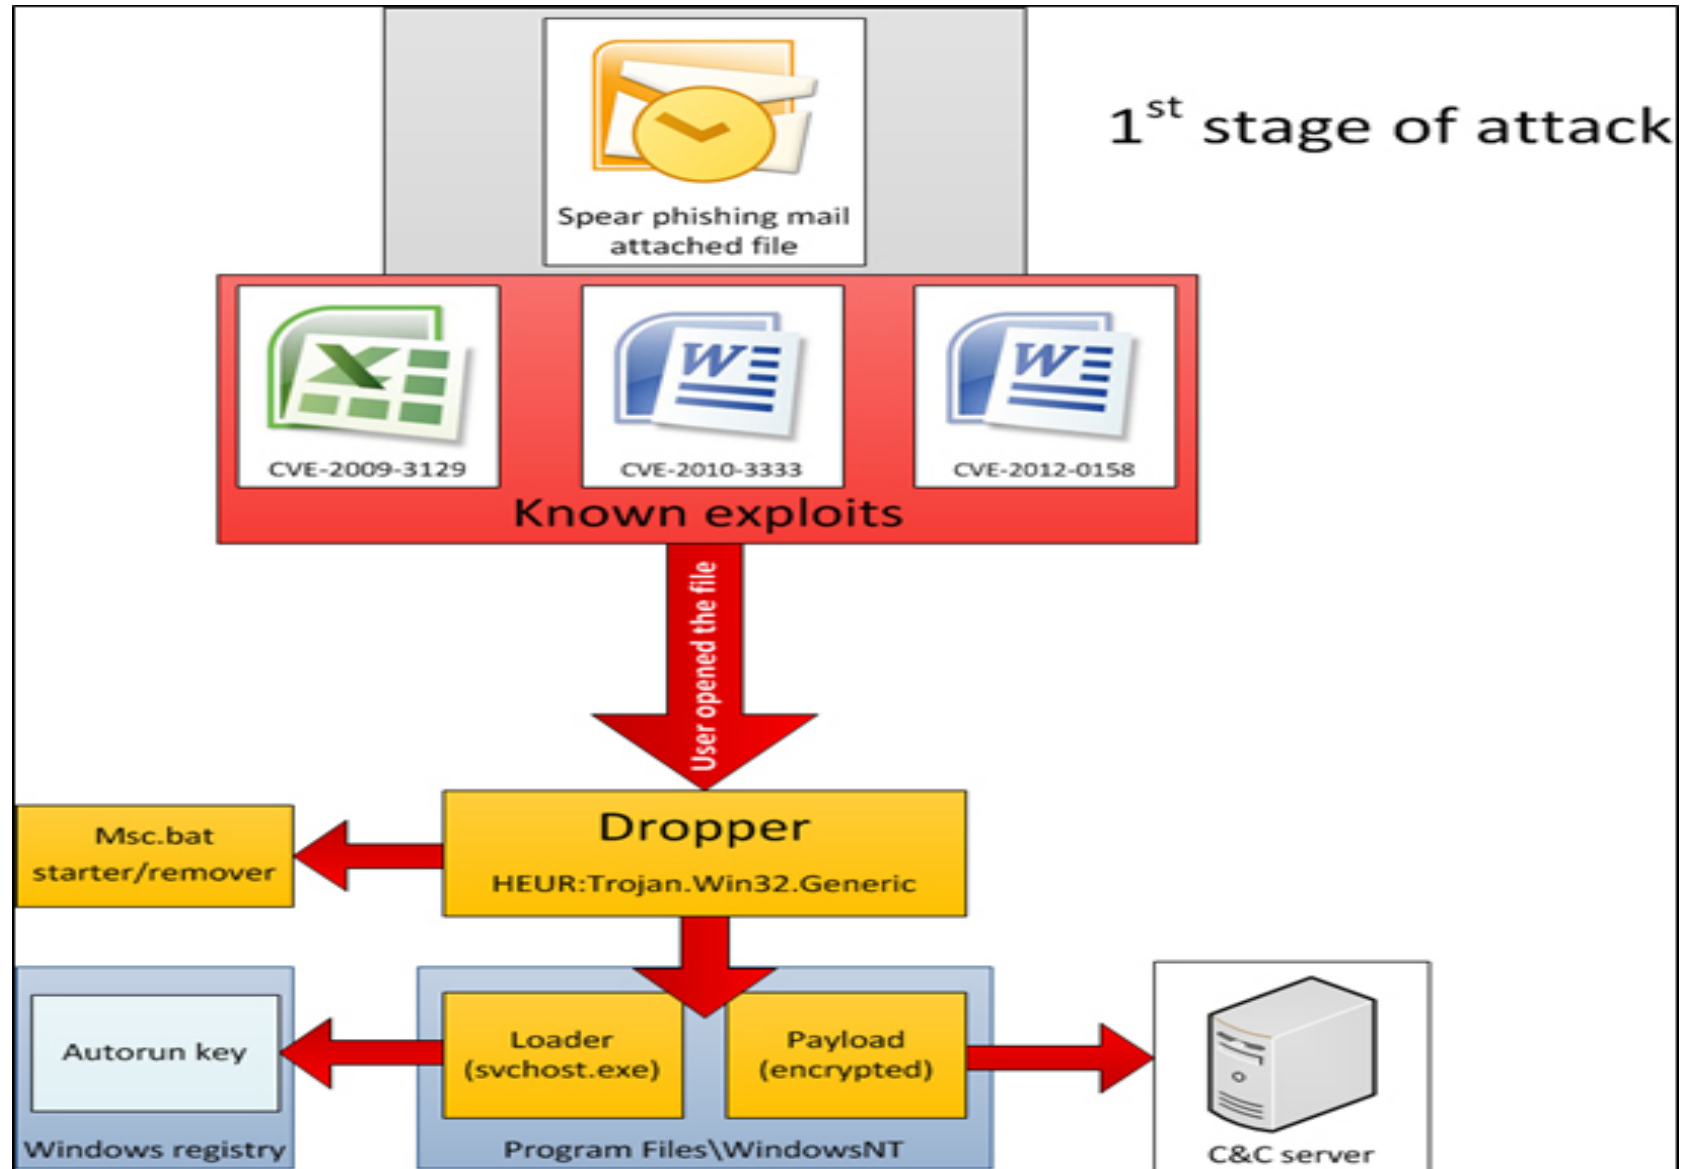 1st stage of attack
Spear phishing mail
attached file
CVE-2009-3129
CVE-2010-3333
CVE-2012-0158
Known exploits
User opened the file
Dropper
HEUR:Trojan.Win32.Generic
Msc.bat
starter/remover
Autorun key
Windows registry
Loader
(svchost.exe)
Payload
(encrypted)
Program Files\WindowsNT
C&C server